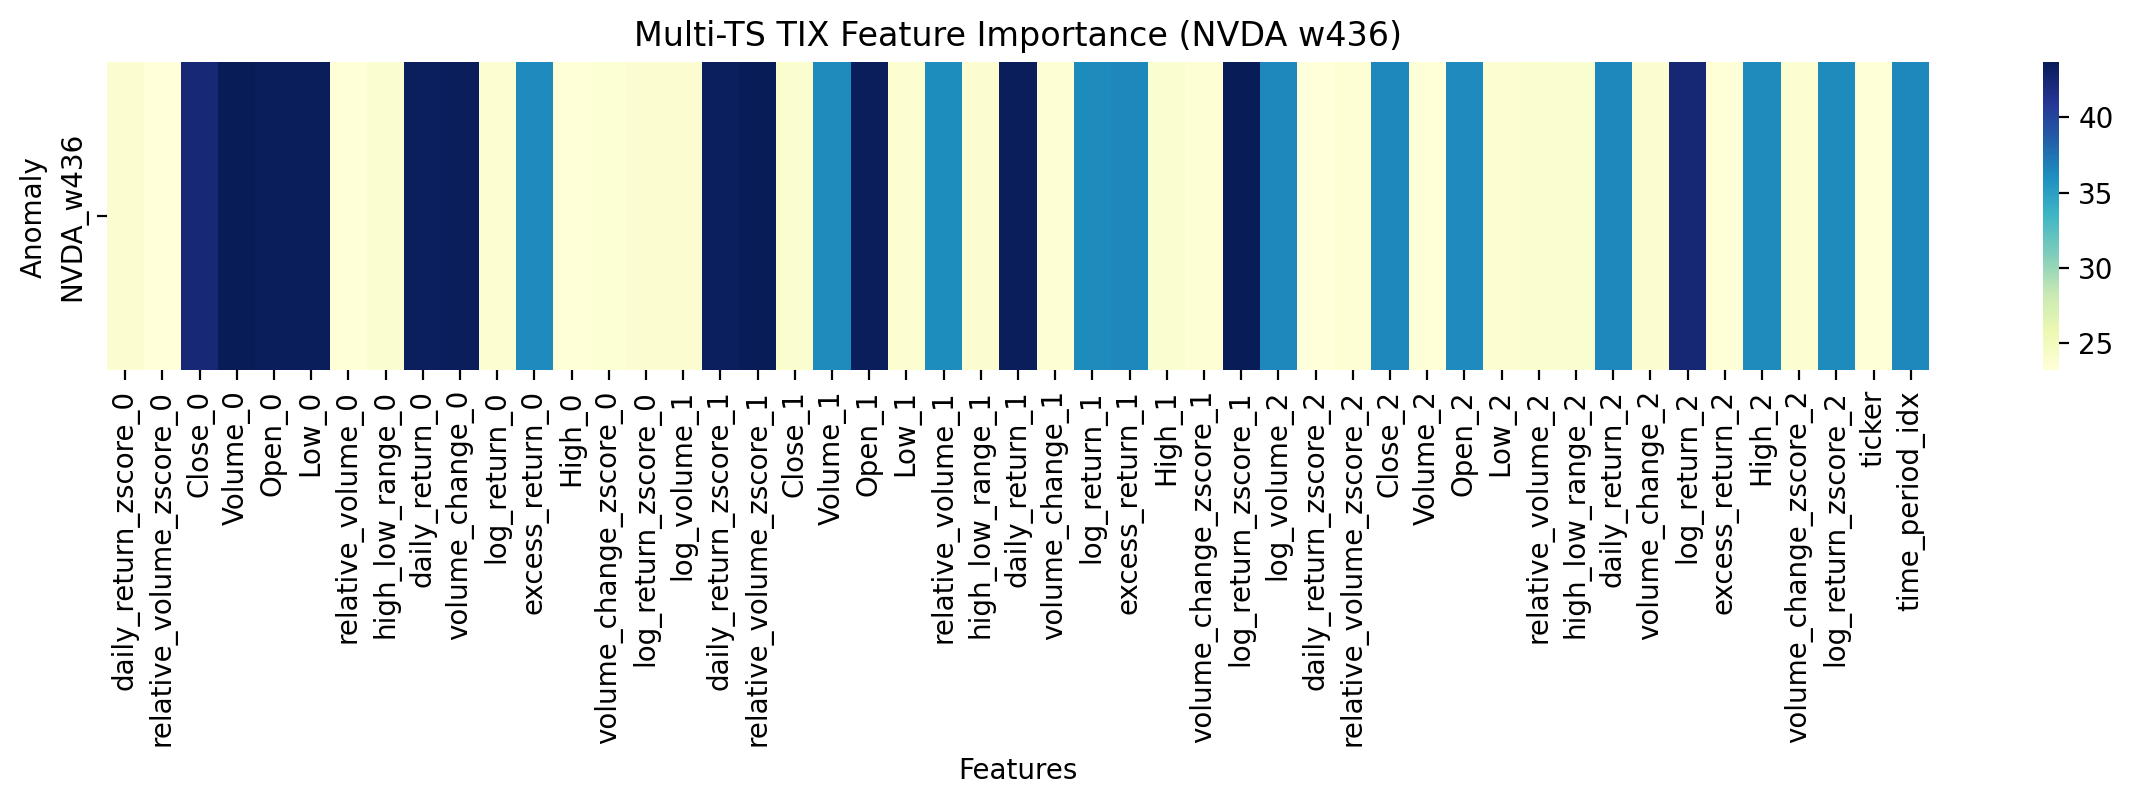 Multi-TS TIX Feature Importance (NVDA w436)
Anomaly
NVDA_w436
40
35
30
25
daily_return_zscore_0
relative_volume_zscore_0
Close_0
Volume_0
Open_0
Low_0
relative_volume_0
high_low_range_0
daily_return_0
volume_change_0
log_return_0
excess_return_0
High_0
volume_change_zscore_0
log_return_zscore_0
log_volume_1
daily_return_zscore_1
relative_volume_zscore_1
Close_1
Volume_1
Open_1
Low_1
relative_volume_1
high_low_range_1
daily_return_1
volume_change_1
log_return_1
excess_return_1
High_1
volume_change_zscore_1
log_return_zscore_1
log_volume_2
daily_return_zscore_2
relative_volume_zscore_2
Close_2
Volume_2
Open_2
Low_2
relative_volume_2
high_low_range_2
daily_return_2
volume_change_2
log_return_2
excess_return_2
High_2
volume_change_zscore_2
log_return_zscore_2
ticker
time_period_idx
Features